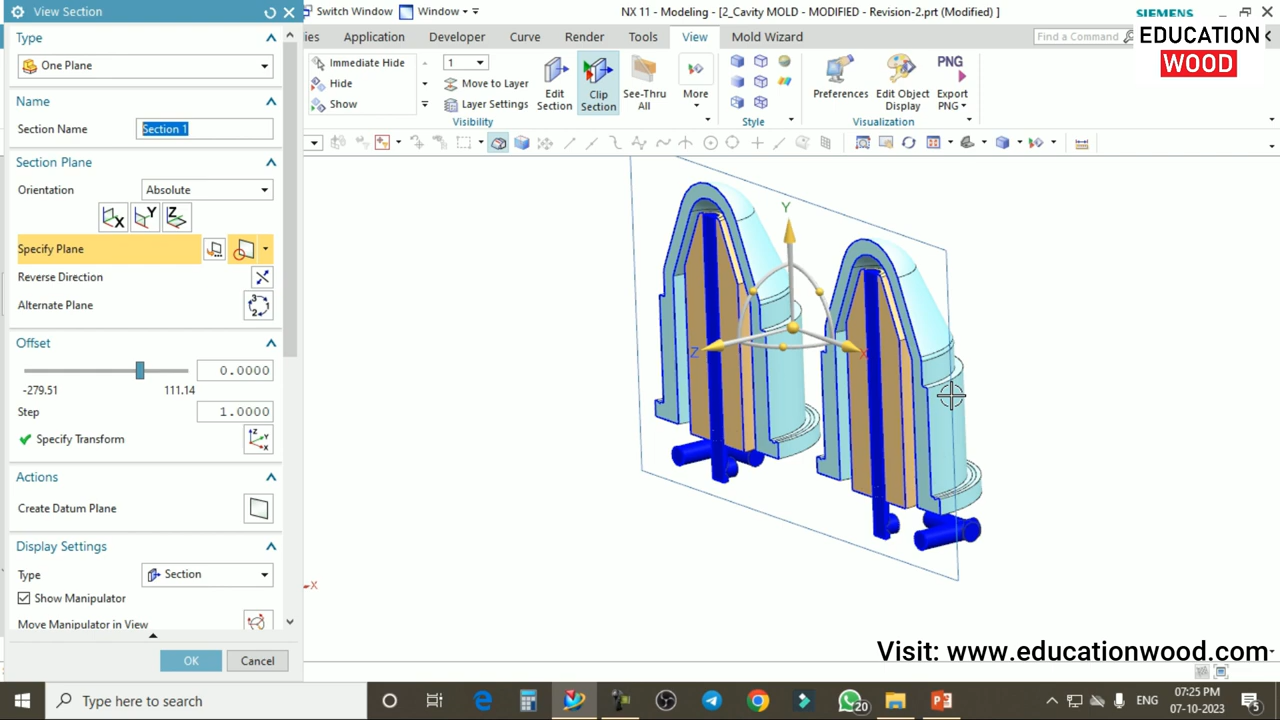 View Section
Switch Window
Window
NX 11 - Modeling - [2_Cavity MOLD - MODIFIED - Revision-2.prt (Modified) ]
SIEMENS
EDUCATION
WOOD
Type
One Plane
ies
Application
Developer
Curve
Render
Tools
View
Mold Wizard
Find a Command
Immediate Hide
Hide
Show
1
Move to Layer
Layer Settings
Edit
Section
Clip
Section
See-Thru
All
More
Preferences
Edit Object
Display
PNG
Export
PNG
Visibility
Style
Visualization
Name
Section Name
Section 1
Section Plane
Orientation
Absolute
X
Y
Z
Specify Plane
Reverse Direction
Alternate Plane
Offset
0.0000
-279.51
111.14
Step
1.0000
Specify Transform
Actions
Create Datum Plane
Display Settings
Type
Section
Show Manipulator
Move Manipulator in View
OK
Cancel
Y
Z
X
X
Visit: www.educationwood.com
Type here to search
20
ENG
07:25 PM
07-10-2023
5